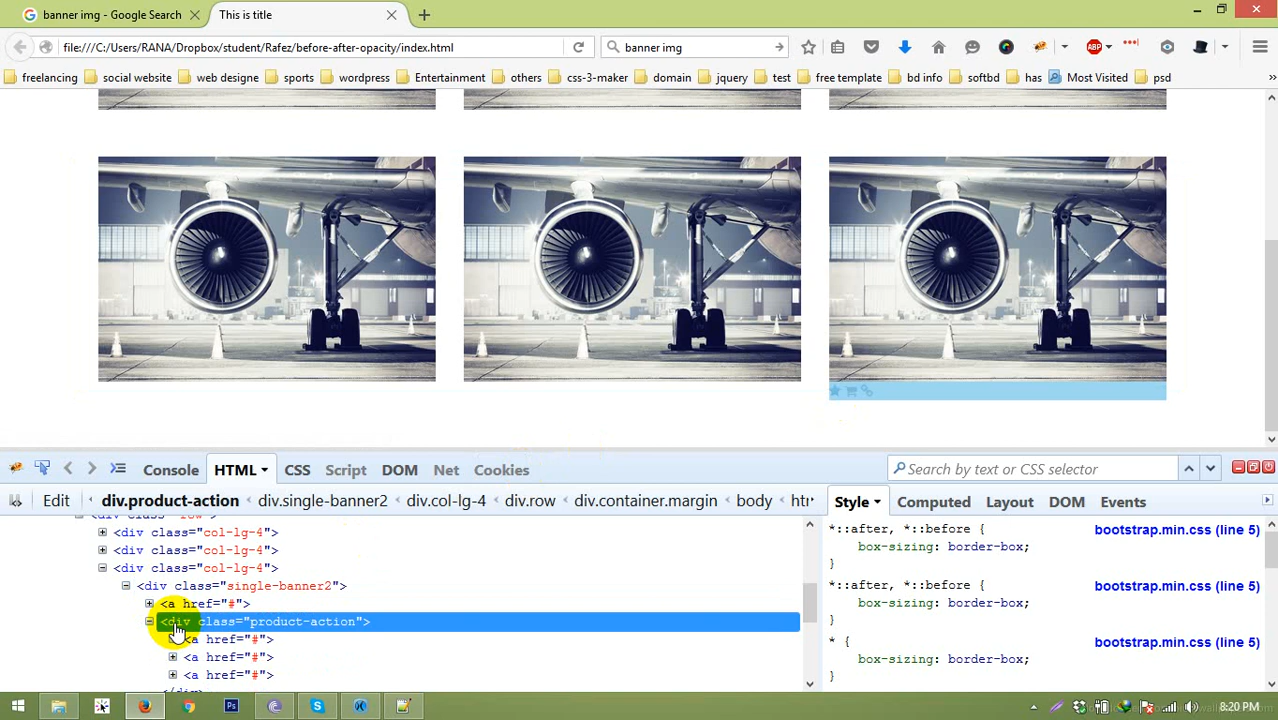 banner img - Google Search
This is title
file:///C:/Users/RANA/Dropbox/student/Rafez/before-after-opacity/index.html
banner img
ABP
freelancing
social website
web designe
sports
wordpress
Entertainment
others
css-3-maker
domain
jquery
test
free template
bd info
softbd
has
Most Visited
psd
Console
HTML
CSS
Script
DOM
Net
Cookies
Search by text or CSS selector
Edit
div.product-action
div.single-banner2
div.col-lg-4
div.row
div.container.margin
body
Style
Computed
Layout
DOM
Events
<div class="row">
<div class="col-lg-4">
<div class="col-lg-4">
<div class="col-lg-4">
<div class="single-banner2">
<a href="#">
<div class="product-action">
<a href="#">
<a href="#">
<a href="#">
</div>
*::after, *::before {
bootstrap.min.css (line 5)
box-sizing: border-box;
}
*::after, *::before {
bootstrap.min.css (line 5)
box-sizing: border-box;
}
* {
bootstrap.min.css (line 5)
box-sizing: border-box;
}
Ps
8:20 PM